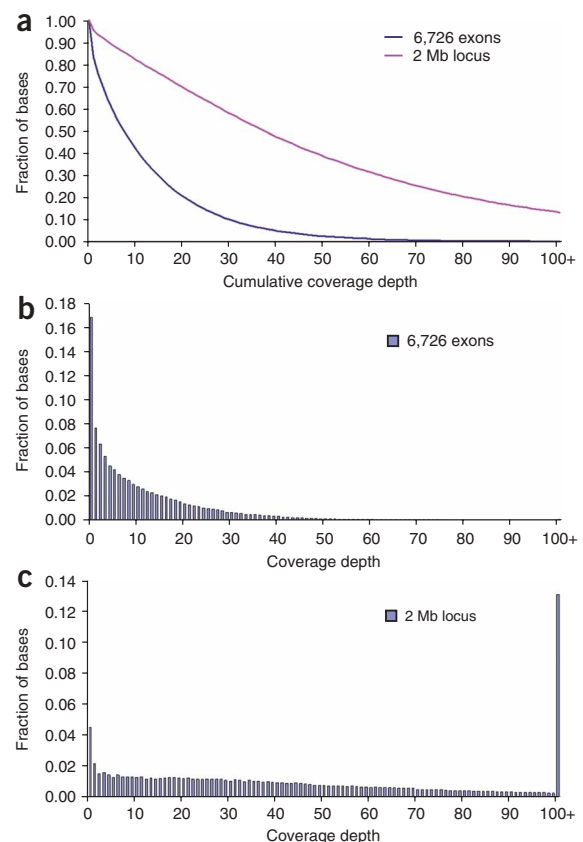 a
1.00
0.90
0.80
0.70
0.60
0.50
0.40
0.30
0.20
0.10
0.00
Fraction of bases
6,726 exons
2 Mb locus
0 10 20 30 40 50 60 70 80 90 100+
Cumulative coverage depth
b
0.18
0.16
0.14
0.12
0.10
0.08
0.06
0.04
0.02
0.00
Fraction of bases
6,726 exons
0 10 20 30 40 50 60 70 80 90 100+
Coverage depth
c
0.14
0.12
0.10
0.08
0.06
0.04
0.02
0.00
Fraction of bases
2 Mb locus
0 10 20 30 40 50 60 70 80 90 100+
Coverage depth